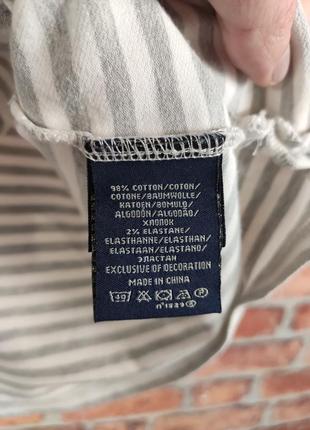 98% COTTON/COTON/
COTONE/BAUMWOLLE/
KATOEN/BOMULD/
ALGODÓN/ALGODÃO/
ХЛОПОК
2% ELASTANE/
ELASTHANNE/ELASTHAN/
ELASTAAN/ELASTANO/
ЭЛАСТАН
EXCLUSIVE OF DECORATION
MADE IN CHINA